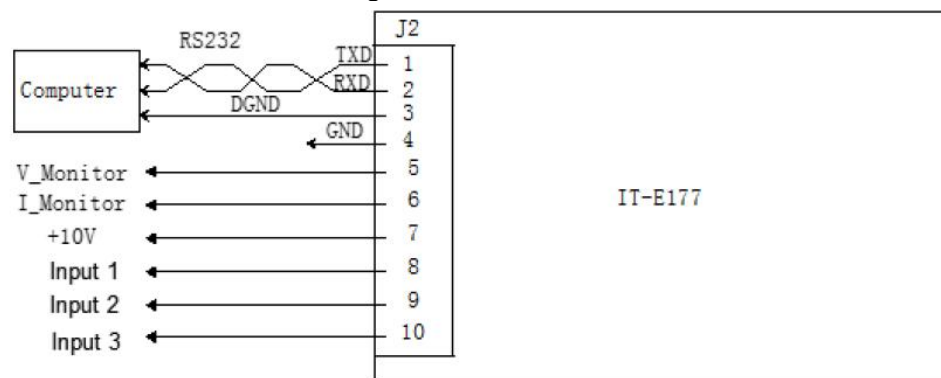 J2
RS232
TXD
1
Computer
RXD
2
DGND
3
GND
4
V_Monitor
5
I_Monitor
6
IT-E177
+10V
7
Input 1
8
Input 2
9
Input 3
10